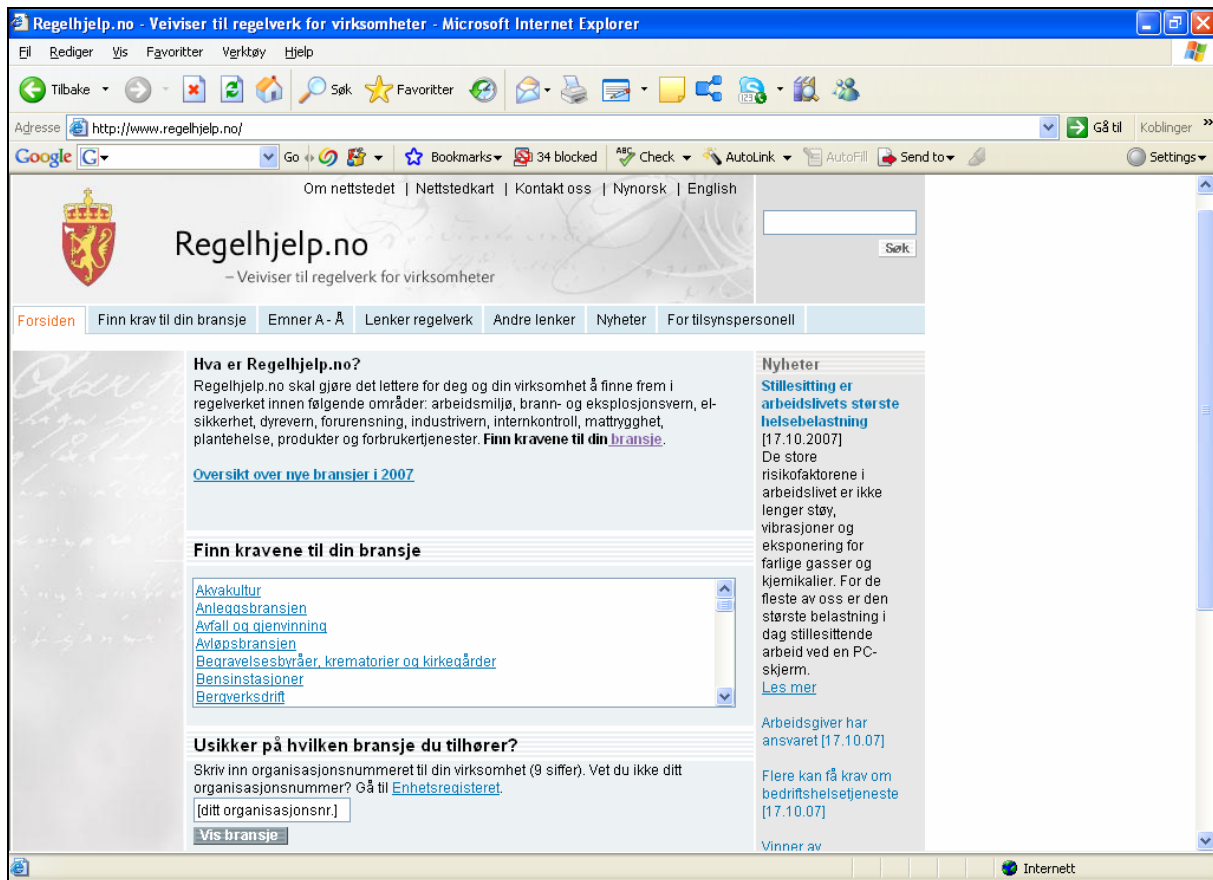 Regelhjelp.no - Veiviser til regelverk for virksomheter - Microsoft Internet Explorer
Fil Rediger Vis Favoritter Verktøy Hjelp
Tilbake Søk Favoritter
Adresse http://www.regelhjelp.no/ Gå til Koblinger »
Google G Go Bookmarks 34 blocked ABC Check AutoLink AutoFill Send to Settings
Om nettstedet | Nettstedkart | Kontakt oss | Nynorsk | English
Regelhjelp.no
– Veiviser til regelverk for virksomheter
Søk
Forsiden Finn krav til din bransje Emner A - Å Lenker regelverk Andre lenker Nyheter For tilsynspersonell
Hva er Regelhjelp.no?
Regelhjelp.no skal gjøre det lettere for deg og din virksomhet å finne frem i
regelverket innen følgende områder: arbeidsmiljø, brann- og eksplosjonsvern, el-
sikkerhet, dyrevern, forurensning, industrivern, internkontroll, mattrygghet,
plantehelse, produkter og forbrukertjenester. Finn kravene til din bransje.
Oversikt over nye bransjer i 2007
Finn kravene til din bransje
Akvakultur
Anleggsbransjen
Avfall og gjenvinning
Avløpsbransjen
Begravelsesbyråer, krematorier og kirkegårder
Bensinstasjoner
Bergverksdrift
Usikker på hvilken bransje du tilhører?
Skriv inn organisasjonsnummeret til din virksomhet (9 siffer). Vet du ikke ditt
organisasjonsnummer? Gå til Enhetsregisteret.
[ditt organisasjonsnr.]
Vis bransje
Nyheter
Stillesitting er
arbeidslivets største
helsebelastning
[17.10.2007]
De store
risikofaktorene i
arbeidslivet er ikke
lenger støy,
vibrasjoner og
eksponering for
farlige gasser og
kjemikalier. For de
fleste av oss er den
største belastning i
dag stillesittende
arbeid ved en PC-
skjerm.
Les mer
Arbeidsgiver har
ansvaret [17.10.07]
Flere kan få krav om
bedriftshelsetjeneste
[17.10.07]
Vinner av
Internett